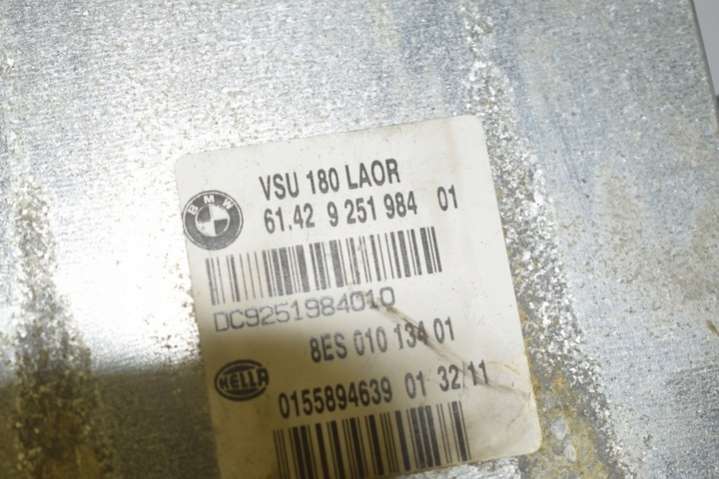 VSU 180 LAOR
BMW
61.42 9 251 984 01
DC9251984010
8ES 010 134 01
HELLA
0155894639 01 32/11